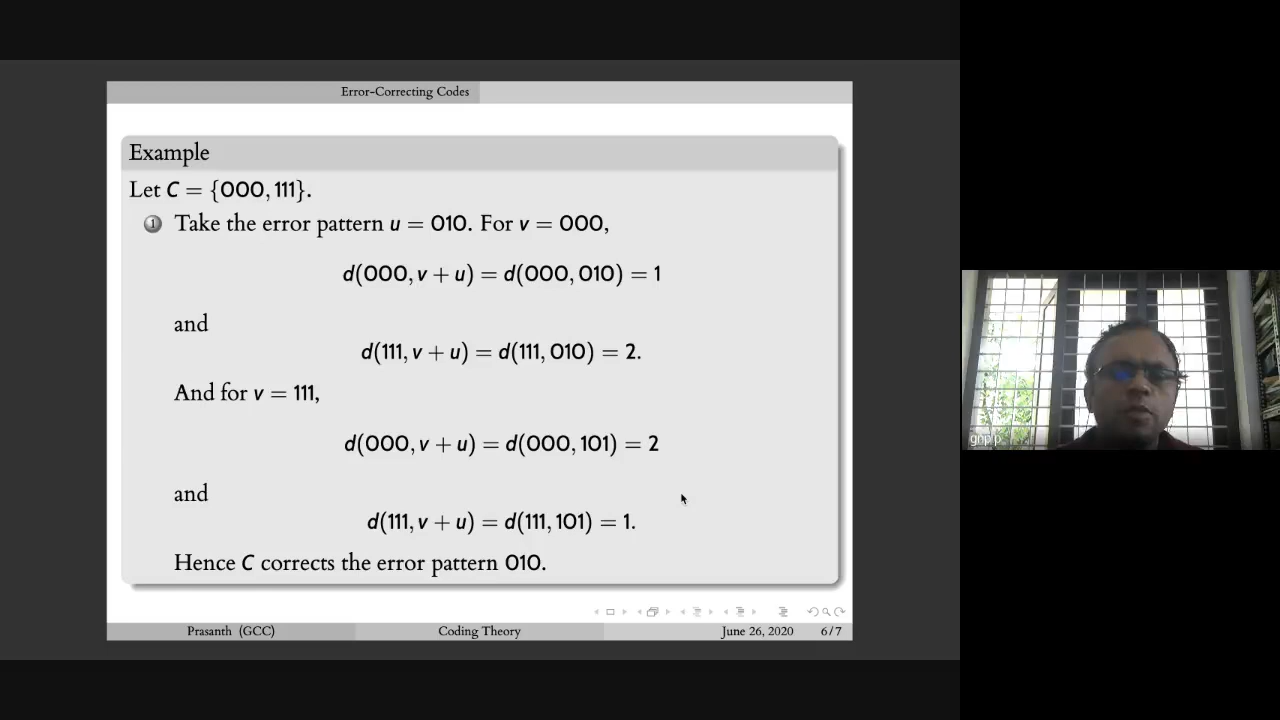 Error-Correcting Codes
Example
Let C = {000, 111}.
1 Take the error pattern u = 010. For v = 000,
d(000, v + u) = d(000, 010) = 1
and
d(111, v + u) = d(111, 010) = 2.
And for v = 111,
d(000, v + u) = d(000, 101) = 2
and
d(111, v + u) = d(111, 101) = 1.
Hence C corrects the error pattern 010.
Prasanth (GCC) Coding Theory June 26, 2020 6/7
gnp p